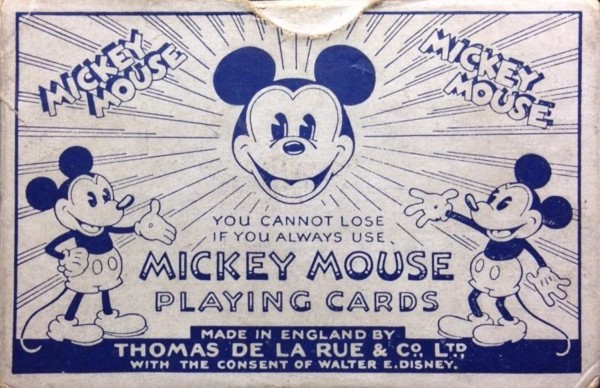 MICKEY
MOUSE
MICKEY
MOUSE
YOU CANNOT LOSE
IF YOU ALWAYS USE
MICKEY MOUSE
PLAYING CARDS
MADE IN ENGLAND BY
THOMAS DE LA RUE & Co. LTD
WITH THE CONSENT OF WALTER E. DISNEY.